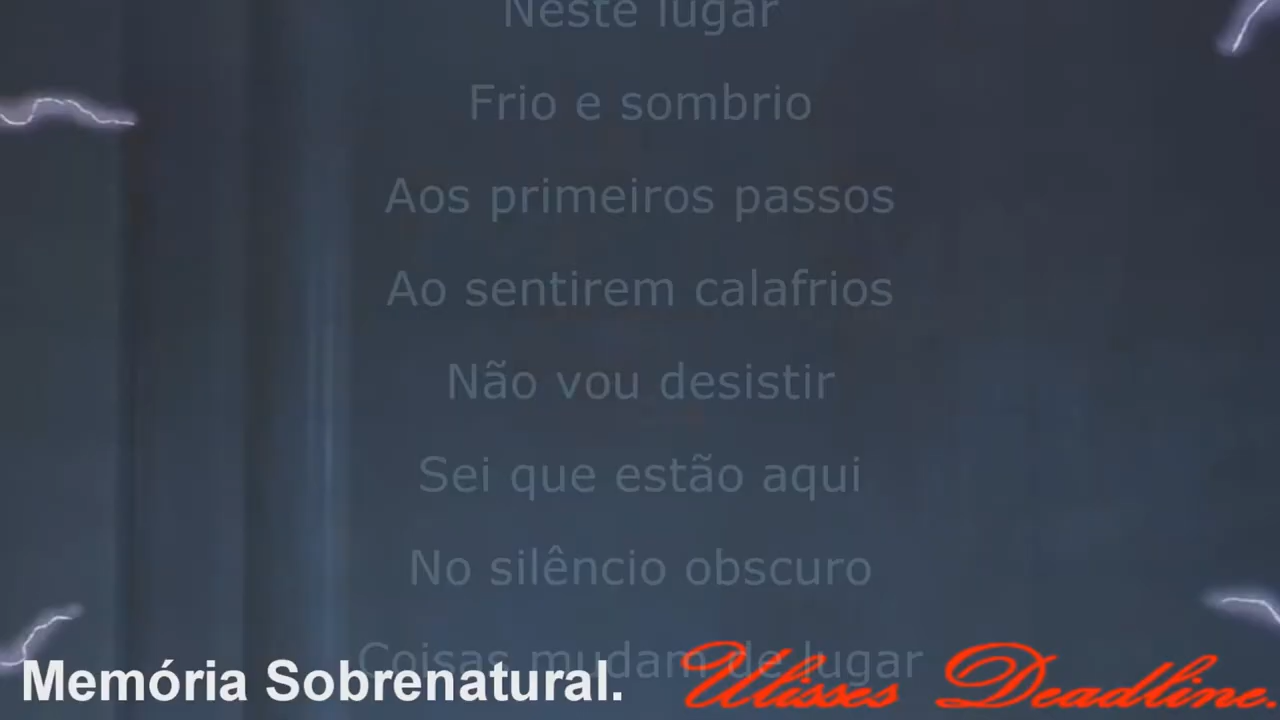 Neste lugar
Frio e sombrio
Aos primeiros passos
Ao sentirem calafrios
Não vou desistir
Sei que estão aqui
No silêncio obscuro
Coisas mudam de lugar
Memória Sobrenatural.
Ulisses Deadline.